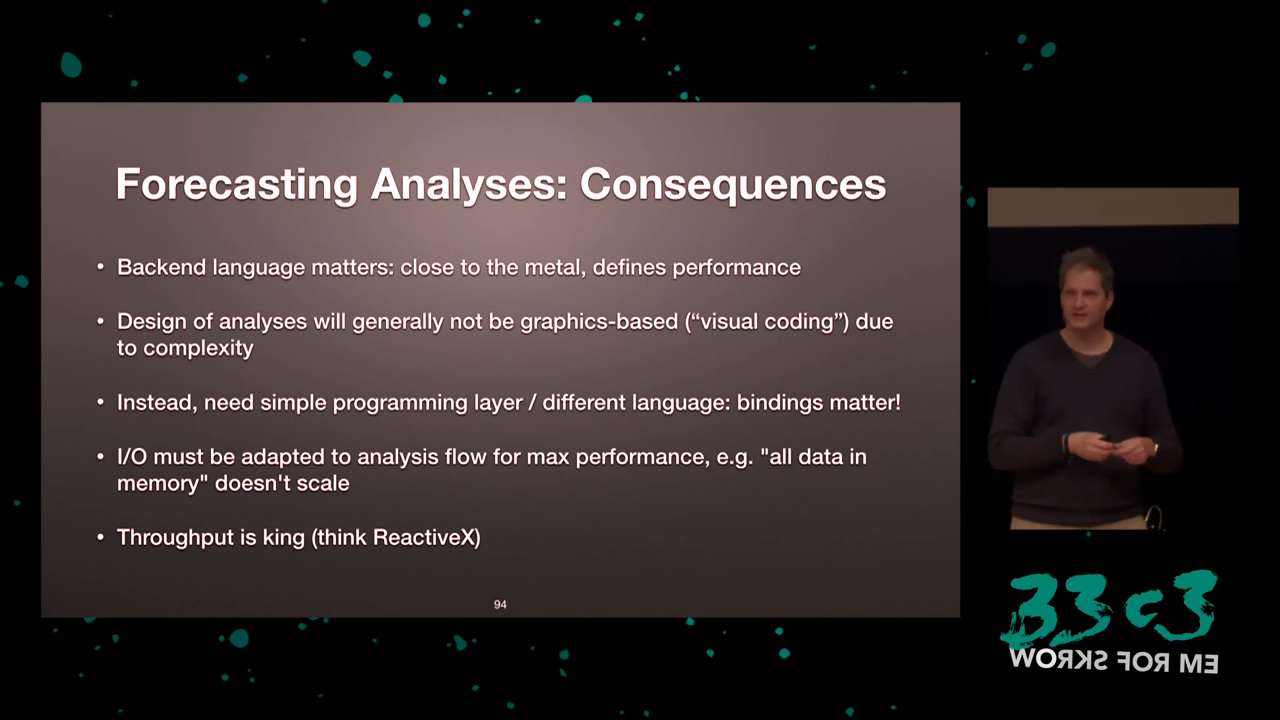 Forecasting Analyses: Consequences
• Backend language matters: close to the metal, defines performance
• Design of analyses will generally not be graphics-based (“visual coding”) due
to complexity
• Instead, need simple programming layer / different language: bindings matter!
• I/O must be adapted to analysis flow for max performance, e.g. "all data in
memory" doesn't scale
• Throughput is king (think ReactiveX)
94
33c3
WORKS FOR ME